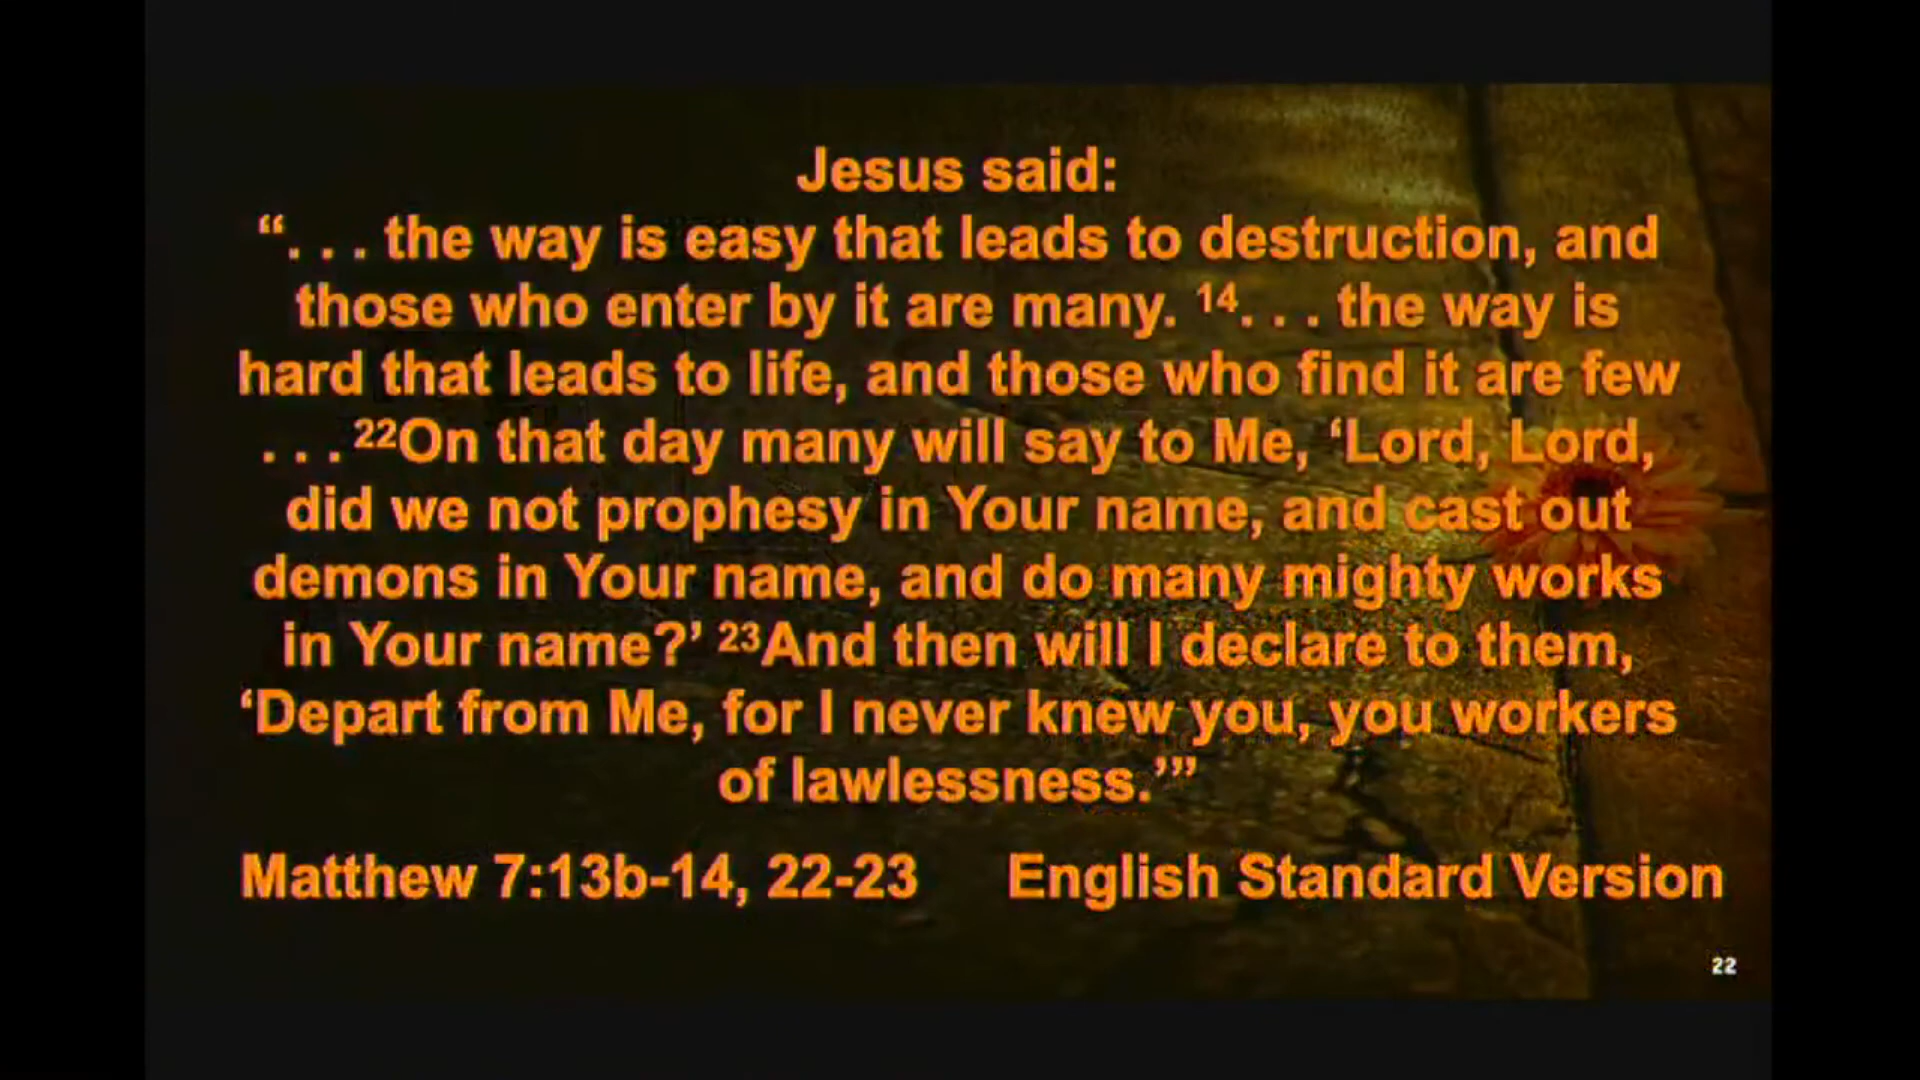 Jesus said:
“. . . the way is easy that leads to destruction, and
those who enter by it are many. ¹⁴. . . the way is
hard that leads to life, and those who find it are few
. . . ²²On that day many will say to Me, ‘Lord, Lord,
did we not prophesy in Your name, and cast out
demons in Your name, and do many mighty works
in Your name?’ ²³And then will I declare to them,
‘Depart from Me, for I never knew you, you workers
of lawlessness.’”
Matthew 7:13b-14, 22-23 English Standard Version
22